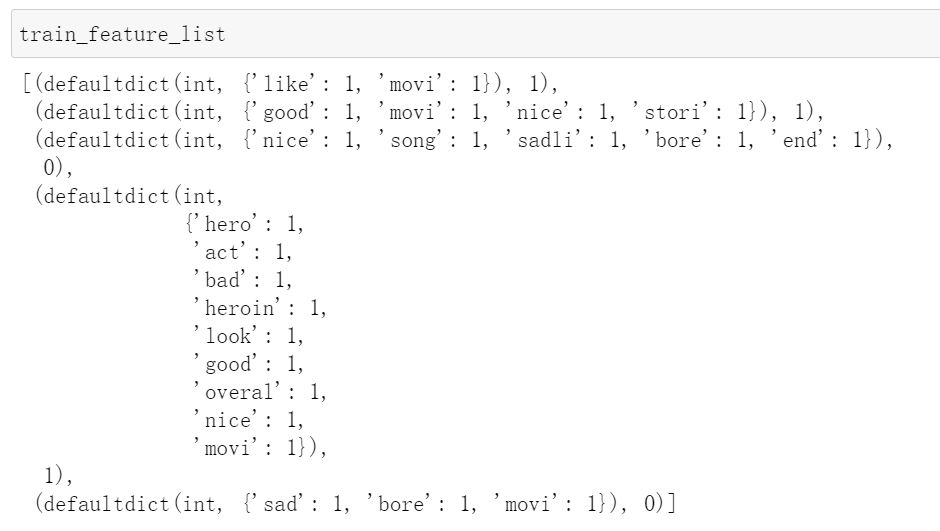 train_feature_list
[(defaultdict(int, {'like': 1, 'movi': 1}), 1),
 (defaultdict(int, {'good': 1, 'movi': 1, 'nice': 1, 'stori': 1}), 1),
 (defaultdict(int, {'nice': 1, 'song': 1, 'sadli': 1, 'bore': 1, 'end': 1}),
  0),
 (defaultdict(int,
              {'hero': 1,
               'act': 1,
               'bad': 1,
               'heroin': 1,
               'look': 1,
               'good': 1,
               'overal': 1,
               'nice': 1,
               'movi': 1}),
  1),
 (defaultdict(int, {'sad': 1, 'bore': 1, 'movi': 1}), 0)]